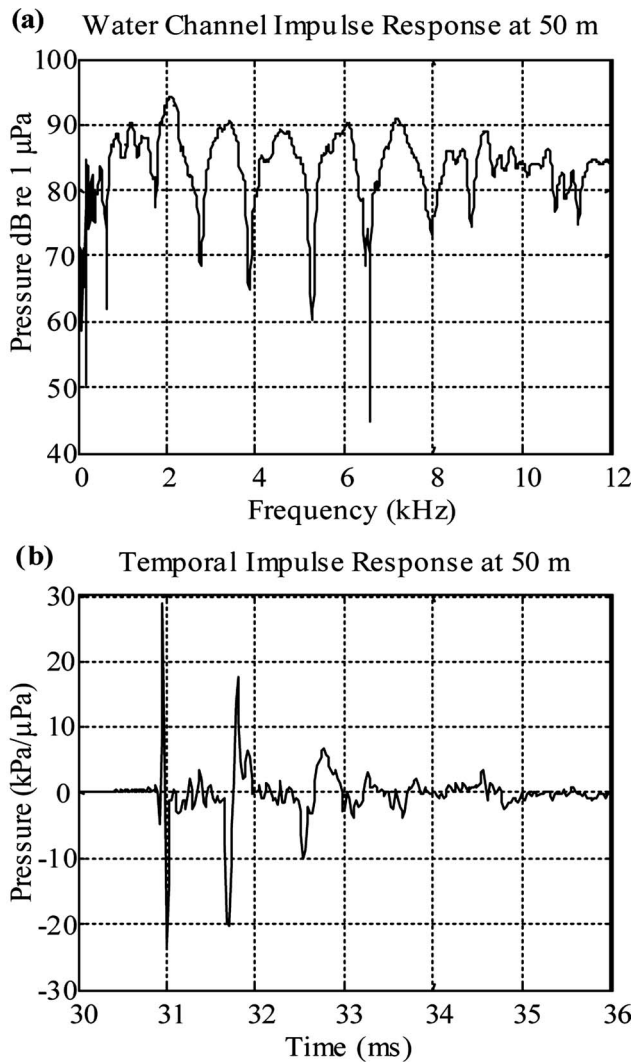 (a) Water Channel Impulse Response at 50 m
100
90
80
70
60
50
40
Pressure dB re 1 µPa
0 2 4 6 8 10 12
Frequency (kHz)
(b) Temporal Impulse Response at 50 m
30
20
10
0
-10
-20
-30
Pressure (kPa/µPa)
30 31 32 33 34 35 36
Time (ms)